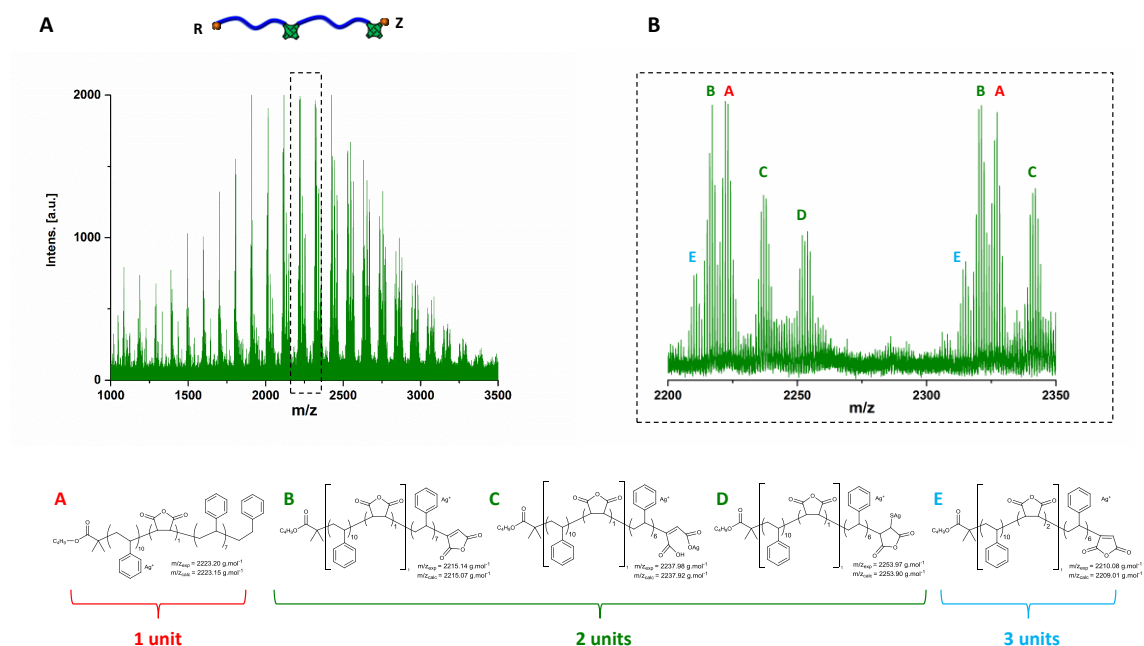 A
R
Z
B
2000
1000
0
Intens. [a.u.]
1000
1500
2000
2500
3000
3500
m/z
B
A
C
D
E
B
A
C
E
2200
2250
2300
2350
m/z
A
O
O
O
O
C₄H₉
10
Ag⁺
1
7
m/zexp = 2223.20 g.mol⁻¹
m/zcalc = 2223.15 g.mol⁻¹
B
O
O
O
O
C₄H₉O
10
1
1
7
Ag⁺
O
O
O
m/zexp = 2215.14 g.mol⁻¹
m/zcalc = 2215.07 g.mol⁻¹
C
O
O
O
O
C₄H₉O
10
1
1
6
Ag⁺
O
OAg
O
OH
m/zexp = 2237.98 g.mol⁻¹
m/zcalc = 2237.92 g.mol⁻¹
D
O
O
O
O
C₄H₉O
10
1
1
6
Ag⁺
SAg
O
O
O
m/zexp = 2253.97 g.mol⁻¹
m/zcalc = 2253.90 g.mol⁻¹
E
O
O
O
O
C₄H₉O
10
2
1
6
Ag⁺
O
O
O
m/zexp = 2210.08 g.mol⁻¹
m/zcalc = 2209.01 g.mol⁻¹
1 unit
2 units
3 units